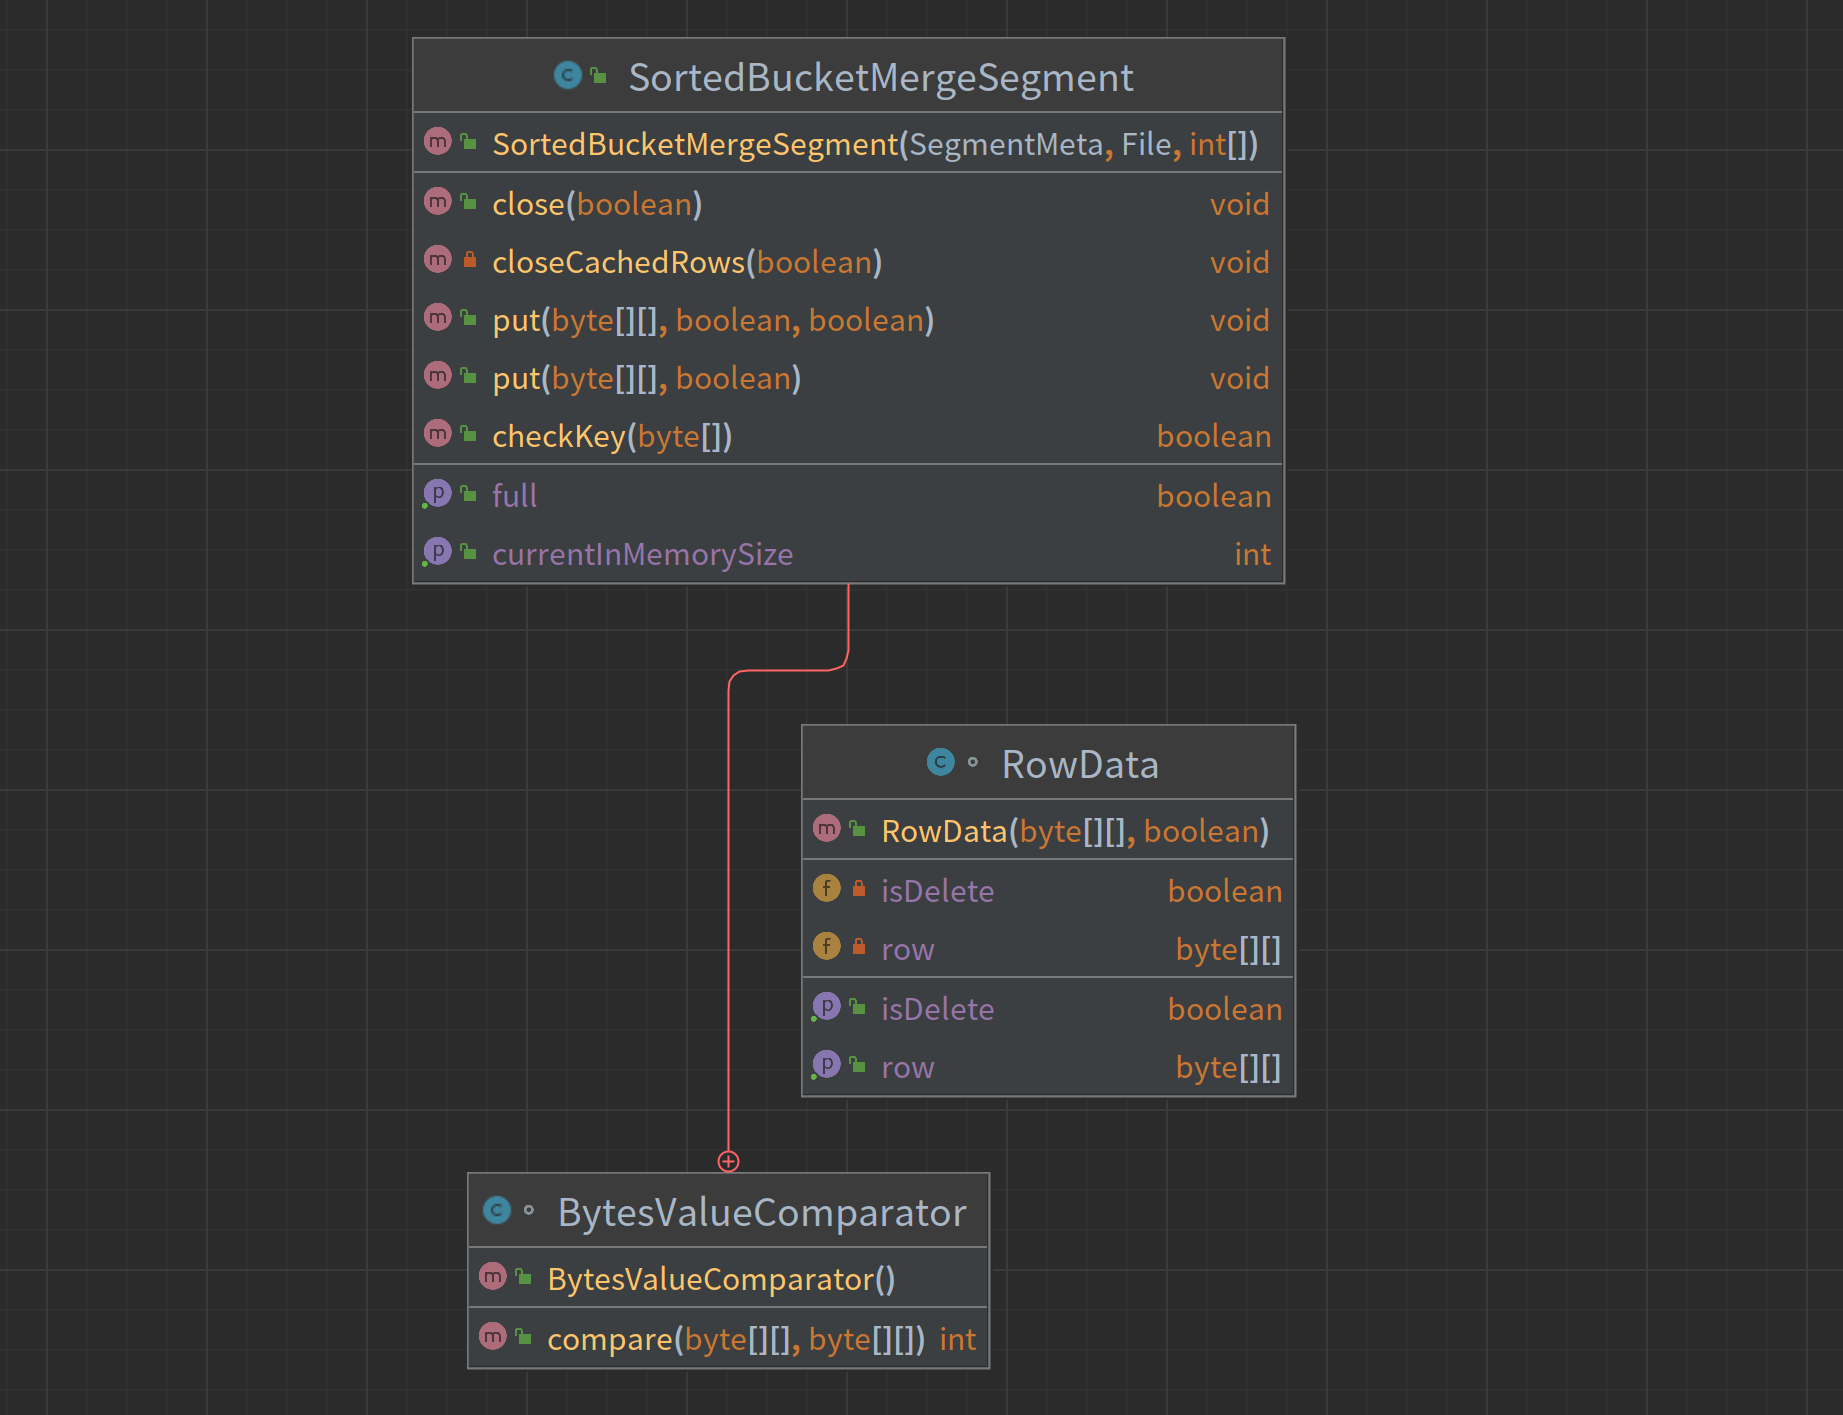 SortedBucketMergeSegment
SortedBucketMergeSegment(SegmentMeta, File, int[])
close(boolean) void
closeCachedRows(boolean) void
put(byte[][], boolean, boolean) void
put(byte[][], boolean) void
checkKey(byte[]) boolean
full boolean
currentInMemorySize int
RowData
RowData(byte[][], boolean)
isDelete boolean
row byte[][]
isDelete boolean
row byte[][]
BytesValueComparator
BytesValueComparator()
compare(byte[][], byte[][]) int